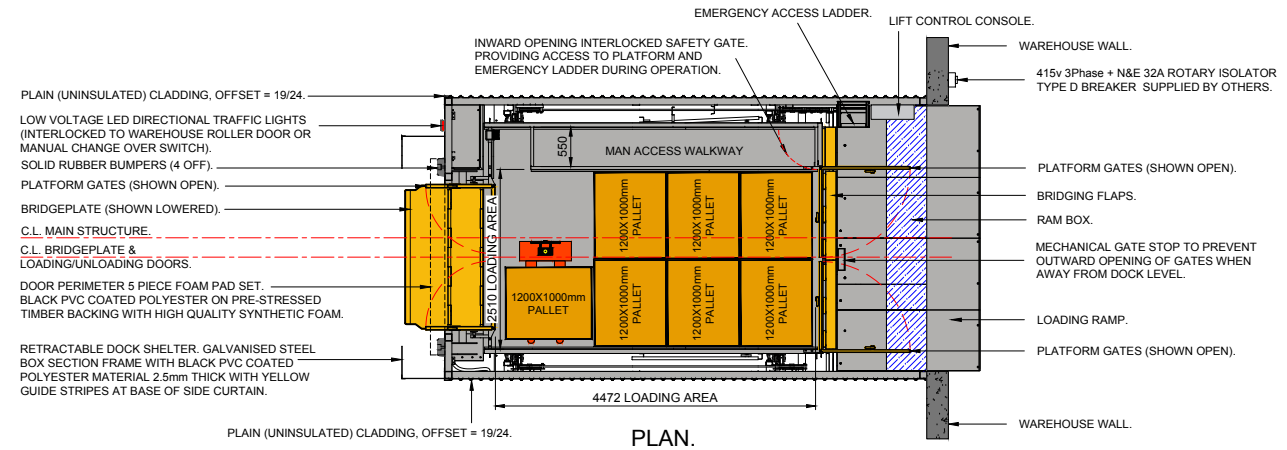 EMERGENCY ACCESS LADDER.
LIFT CONTROL CONSOLE.
INWARD OPENING INTERLOCKED SAFETY GATE.
PROVIDING ACCESS TO PLATFORM AND
EMERGENCY LADDER DURING OPERATION.
WAREHOUSE WALL.
415v 3Phase + N&E 32A ROTARY ISOLATOR
TYPE D BREAKER SUPPLIED BY OTHERS.
PLAIN (UNINSULATED) CLADDING, OFFSET = 19/24.
LOW VOLTAGE LED DIRECTIONAL TRAFFIC LIGHTS
(INTERLOCKED TO WAREHOUSE ROLLER DOOR OR
MANUAL CHANGE OVER SWITCH).
SOLID RUBBER BUMPERS (4 OFF).
PLATFORM GATES (SHOWN OPEN).
BRIDGEPLATE (SHOWN LOWERED).
C.L. MAIN STRUCTURE.
C.L. BRIDGEPLATE &
LOADING/UNLOADING DOORS.
DOOR PERIMETER 5 PIECE FOAM PAD SET.
BLACK PVC COATED POLYESTER ON PRE-STRESSED
TIMBER BACKING WITH HIGH QUALITY SYNTHETIC FOAM.
RETRACTABLE DOCK SHELTER. GALVANISED STEEL
BOX SECTION FRAME WITH BLACK PVC COATED
POLYESTER MATERIAL 2.5mm THICK WITH YELLOW
GUIDE STRIPES AT BASE OF SIDE CURTAIN.
PLAIN (UNINSULATED) CLADDING, OFFSET = 19/24.
550
MAN ACCESS WALKWAY
2510 LOADING AREA
1200X1000mm
PALLET
1200X1000mm
PALLET
1200X1000mm
PALLET
1200X1000mm
PALLET
1200X1000mm
PALLET
1200X1000mm
PALLET
1200X1000mm
PALLET
4472 LOADING AREA
PLATFORM GATES (SHOWN OPEN).
BRIDGING FLAPS.
RAM BOX.
MECHANICAL GATE STOP TO PREVENT
OUTWARD OPENING OF GATES WHEN
AWAY FROM DOCK LEVEL.
LOADING RAMP.
PLATFORM GATES (SHOWN OPEN).
WAREHOUSE WALL.
PLAN.